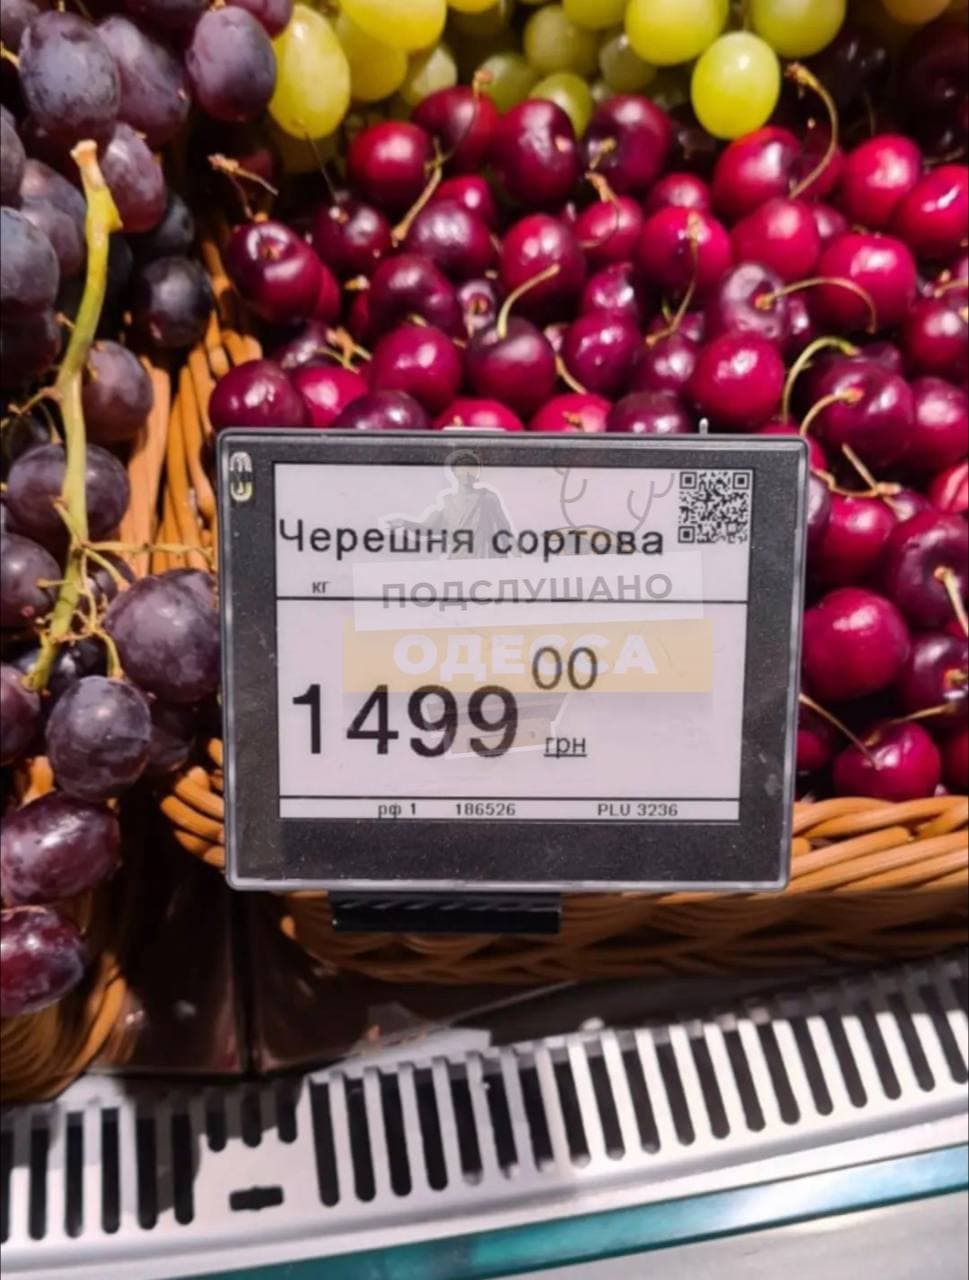 Черешня сортова
кг
ПОДСЛУШАНО
ОДЕССА
1499 00
грн
рф 1 186526 PLU 3236